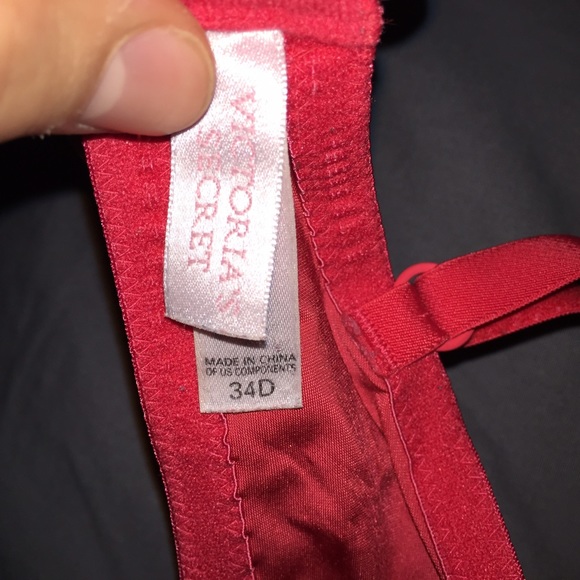 VICTORIA'S
SECRET
MADE IN CHINA
OF US COMPONENTS
34D